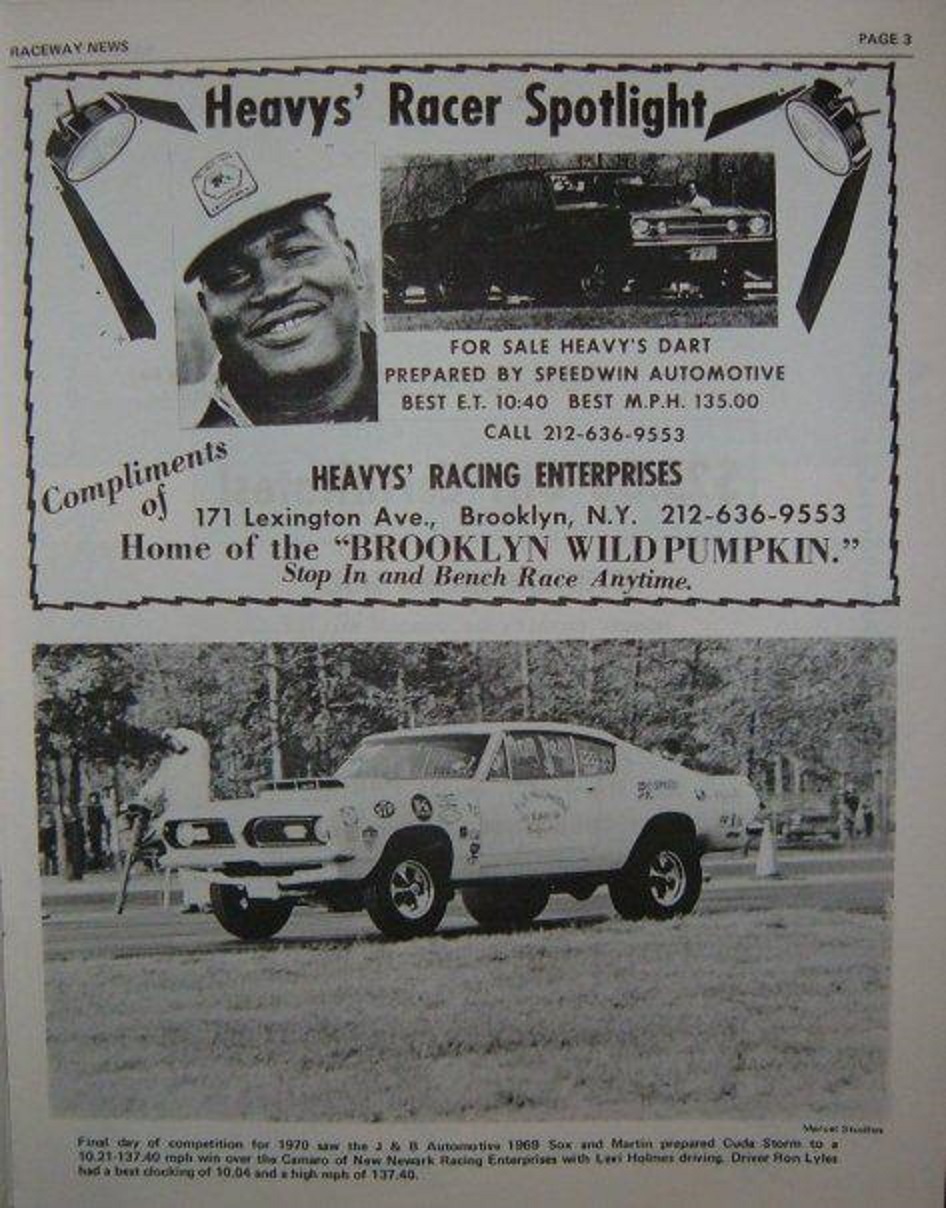 RACEWAY NEWS
PAGE 3
Heavys' Racer Spotlight
FOR SALE HEAVY'S DART
PREPARED BY SPEEDWIN AUTOMOTIVE
BEST E.T. 10:40 BEST M.P.H. 135.00
CALL 212-636-9553
Compliments
of
HEAVYS' RACING ENTERPRISES
171 Lexington Ave., Brooklyn, N.Y. 212-636-9553
Home of the “BROOKLYN WILD PUMPKIN.”
Stop In and Bench Race Anytime.
STP
Marcel Studios
Final day of competition for 1970 saw the J & B Automotive 1969 Sox and Martin prepared Cuda Storm to a
10.21-137.40 mph win over the Camaro of New Newark Racing Enterprises with Levi Holmes driving. Driver Ron Lyles
had a best clocking of 10.04 and a high mph of 137.40.